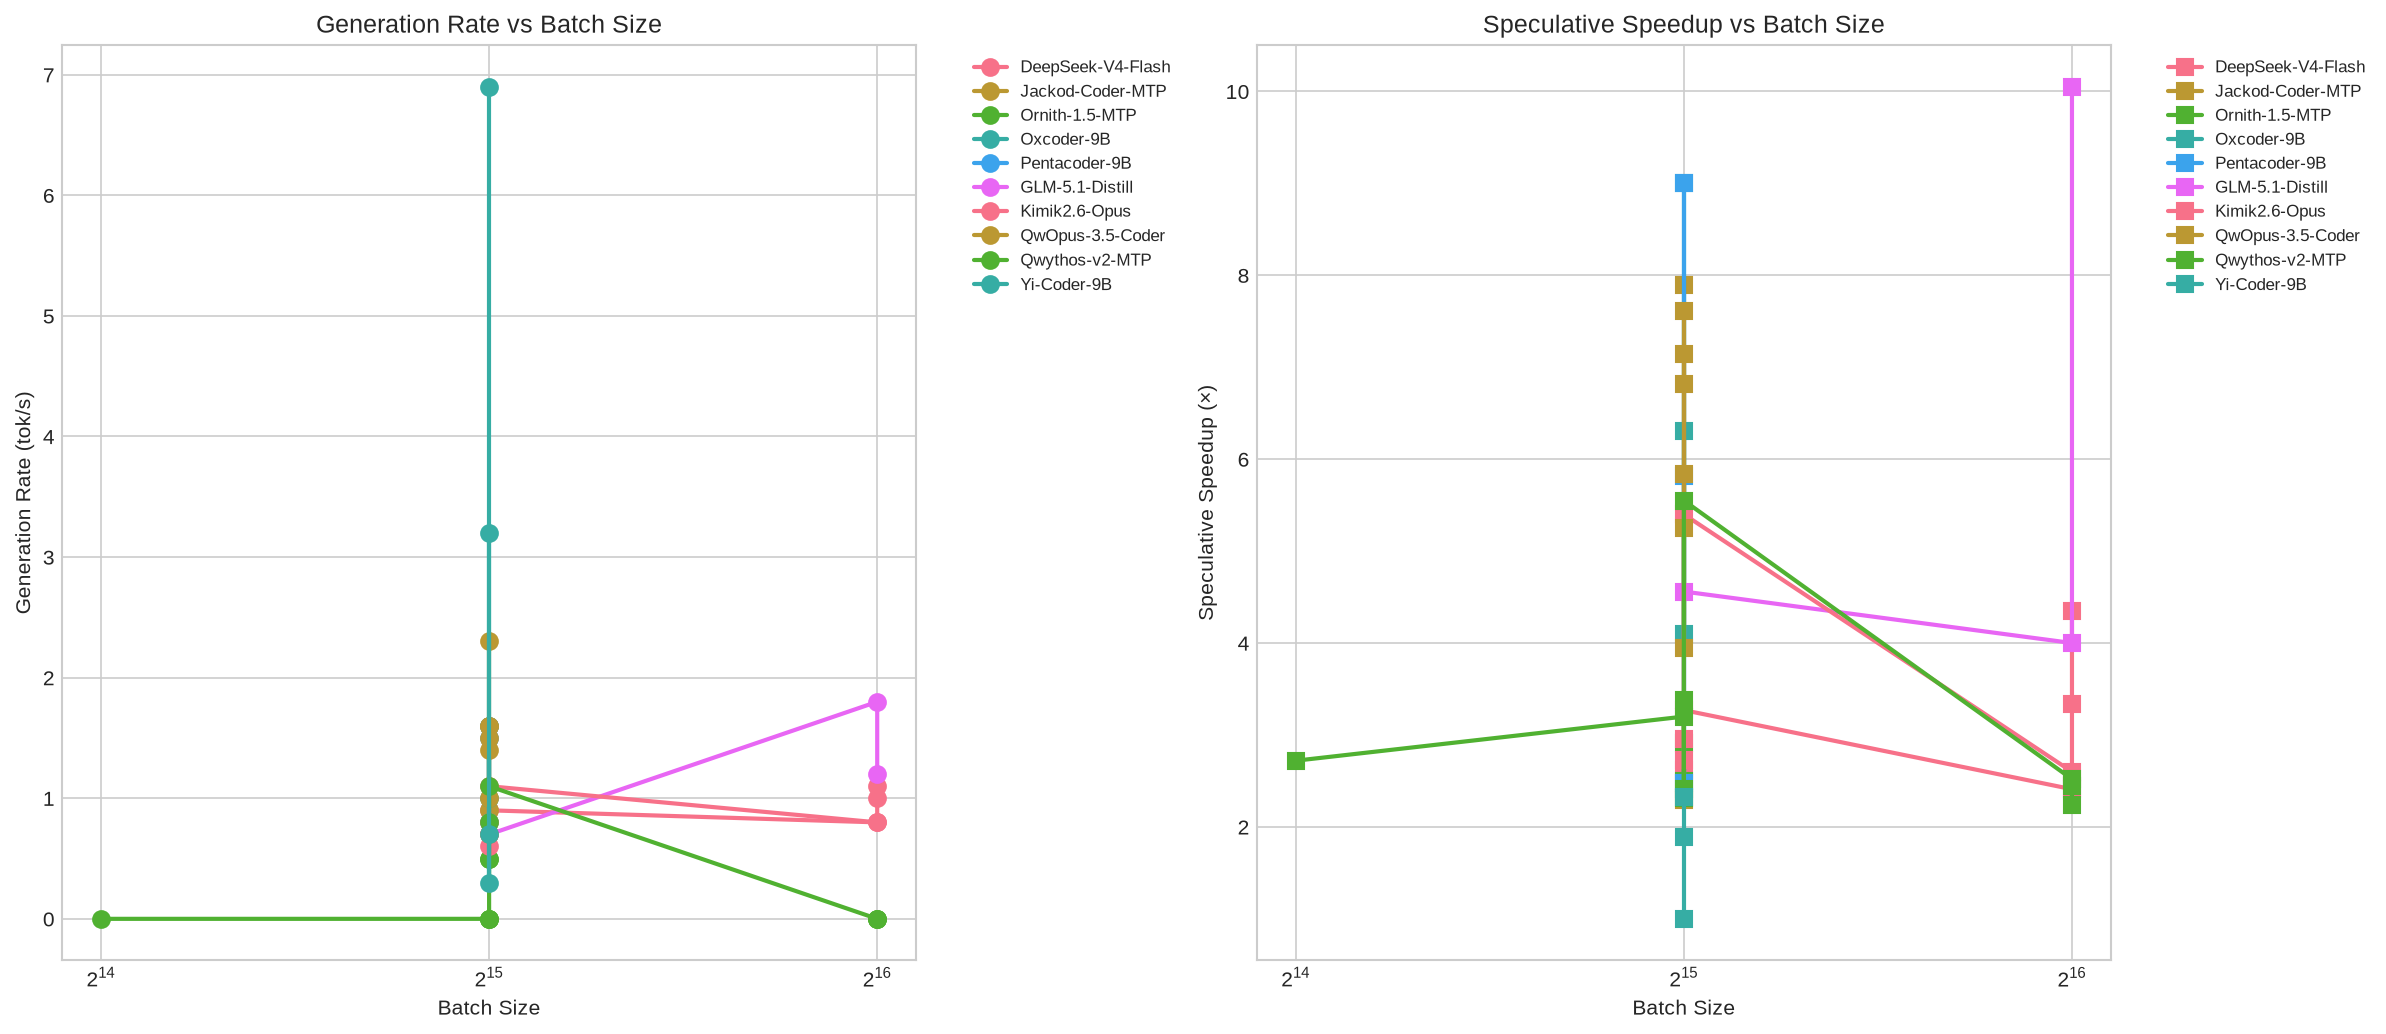 Generation Rate vs Batch Size
7
6
5
4
3
2
1
0
Generation Rate (tok/s)
2^14
2^15
2^16
Batch Size
DeepSeek-V4-Flash
Jackod-Coder-MTP
Ornith-1.5-MTP
Oxcoder-9B
Pentacoder-9B
GLM-5.1-Distill
Kimik2.6-Opus
QwOpus-3.5-Coder
Qwythos-v2-MTP
Yi-Coder-9B
Speculative Speedup vs Batch Size
10
8
6
4
2
Speculative Speedup (×)
2^14
2^15
2^16
Batch Size
DeepSeek-V4-Flash
Jackod-Coder-MTP
Ornith-1.5-MTP
Oxcoder-9B
Pentacoder-9B
GLM-5.1-Distill
Kimik2.6-Opus
QwOpus-3.5-Coder
Qwythos-v2-MTP
Yi-Coder-9B